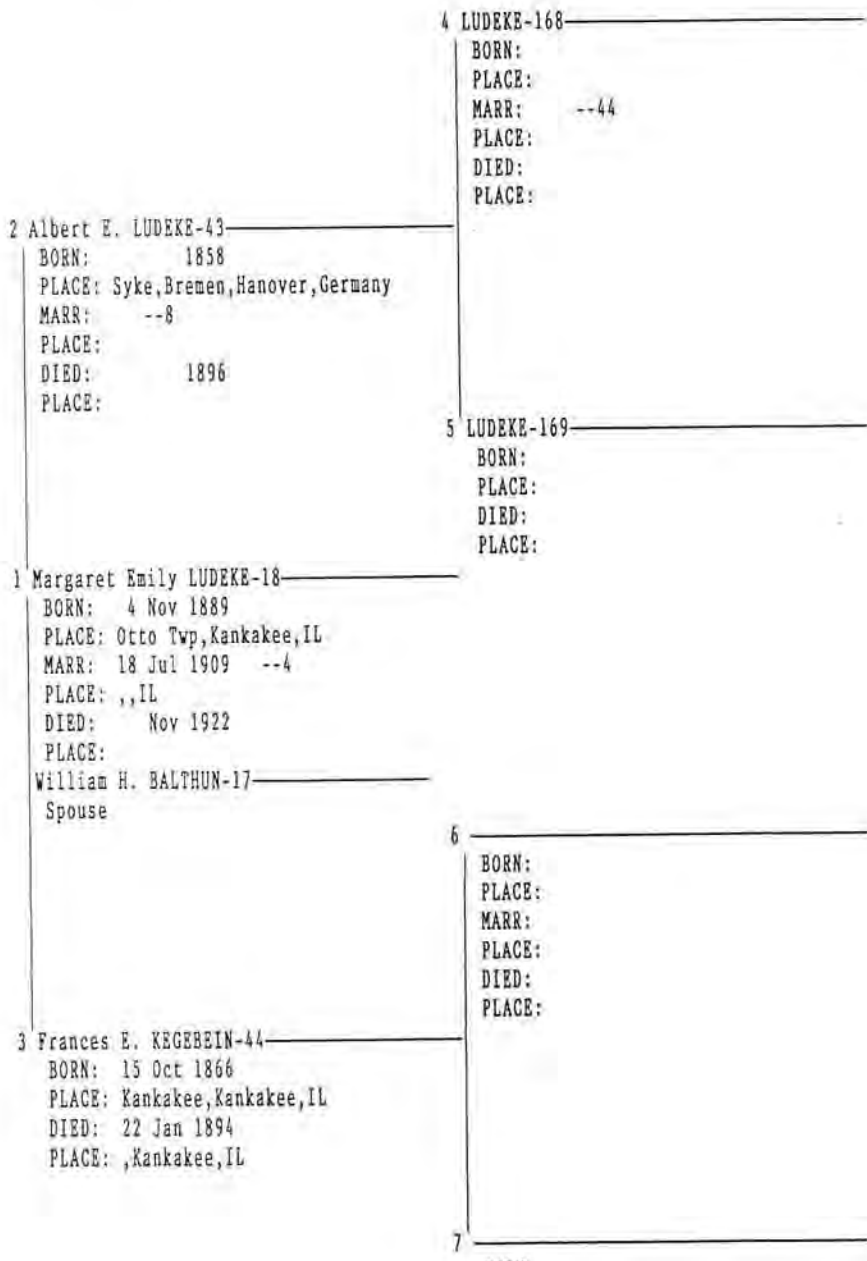 4 LUDEKE-168
BORN:
PLACE:
MARR: --44
PLACE:
DIED:
PLACE:
2 Albert E. LUDEKE-43
BORN: 1858
PLACE: Syke,Bremen,Hanover,Germany
MARR: --8
PLACE:
DIED: 1896
PLACE:
5 LUDEKE-169
BORN:
PLACE:
DIED:
PLACE:
1 Margaret Emily LUDEKE-18
BORN: 4 Nov 1889
PLACE: Otto Twp,Kankakee,IL
MARR: 18 Jul 1909 --4
PLACE: ,,IL
DIED: Nov 1922
PLACE:
William H. BALTHUN-17
Spouse
6
BORN:
PLACE:
MARR:
PLACE:
DIED:
PLACE:
3 Frances E. KEGEBEIN-44
BORN: 15 Oct 1866
PLACE: Kankakee,Kankakee,IL
DIED: 22 Jan 1894
PLACE: ,Kankakee,IL
7